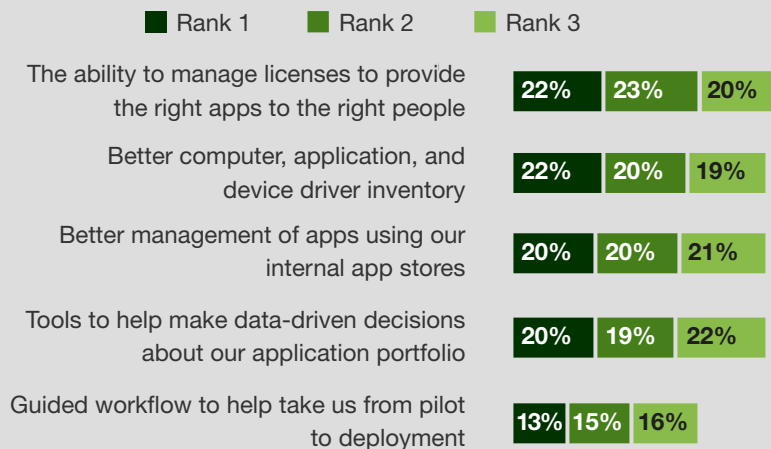 Rank 1 Rank 2 Rank 3
The ability to manage licenses to provide
the right apps to the right people
22% 23% 20%
Better computer, application, and
device driver inventory
22% 20% 19%
Better management of apps using our
internal app stores
20% 20% 21%
Tools to help make data-driven decisions
about our application portfolio
20% 19% 22%
Guided workflow to help take us from pilot
to deployment
13% 15% 16%